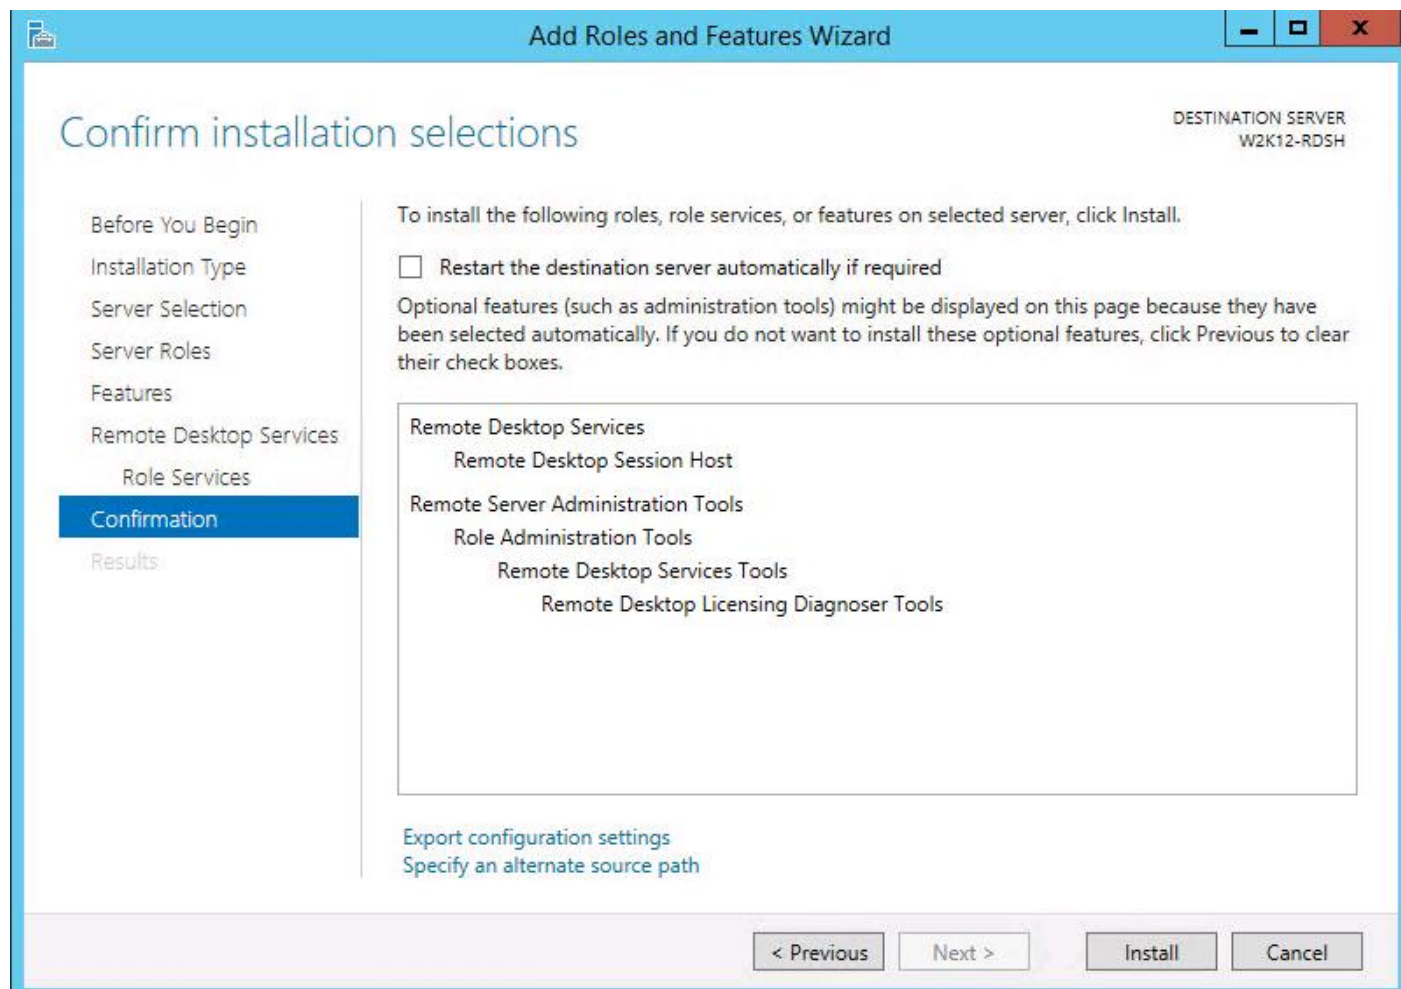 Add Roles and Features Wizard
Confirm installation selections
DESTINATION SERVER
W2K12-RDSH
Before You Begin
Installation Type
Server Selection
Server Roles
Features
Remote Desktop Services
Role Services
Confirmation
Results
To install the following roles, role services, or features on selected server, click Install.
Restart the destination server automatically if required
Optional features (such as administration tools) might be displayed on this page because they have
been selected automatically. If you do not want to install these optional features, click Previous to clear
their check boxes.
Remote Desktop Services
Remote Desktop Session Host
Remote Server Administration Tools
Role Administration Tools
Remote Desktop Services Tools
Remote Desktop Licensing Diagnoser Tools
Export configuration settings
Specify an alternate source path
< Previous
Next >
Install
Cancel